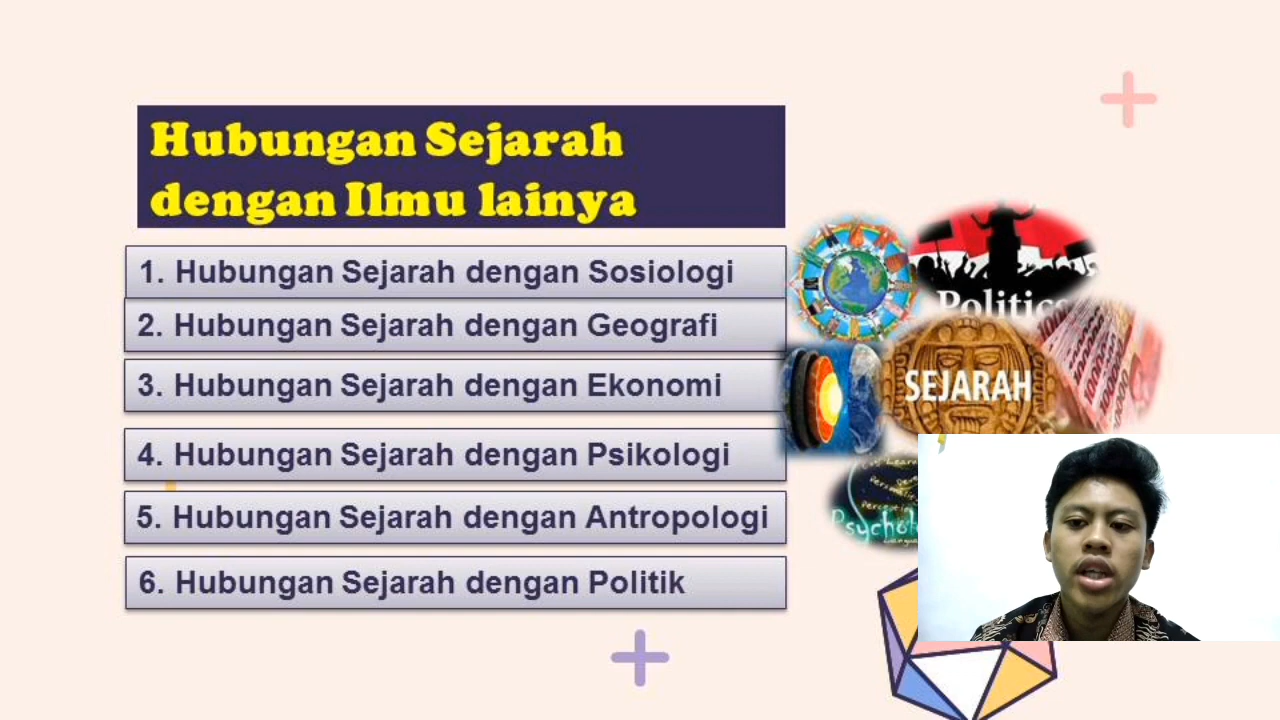 Hubungan Sejarah
dengan Ilmu lainya
1. Hubungan Sejarah dengan Sosiologi
2. Hubungan Sejarah dengan Geografi
3. Hubungan Sejarah dengan Ekonomi
4. Hubungan Sejarah dengan Psikologi
5. Hubungan Sejarah dengan Antropologi
6. Hubungan Sejarah dengan Politik
Politics
SEJARAH